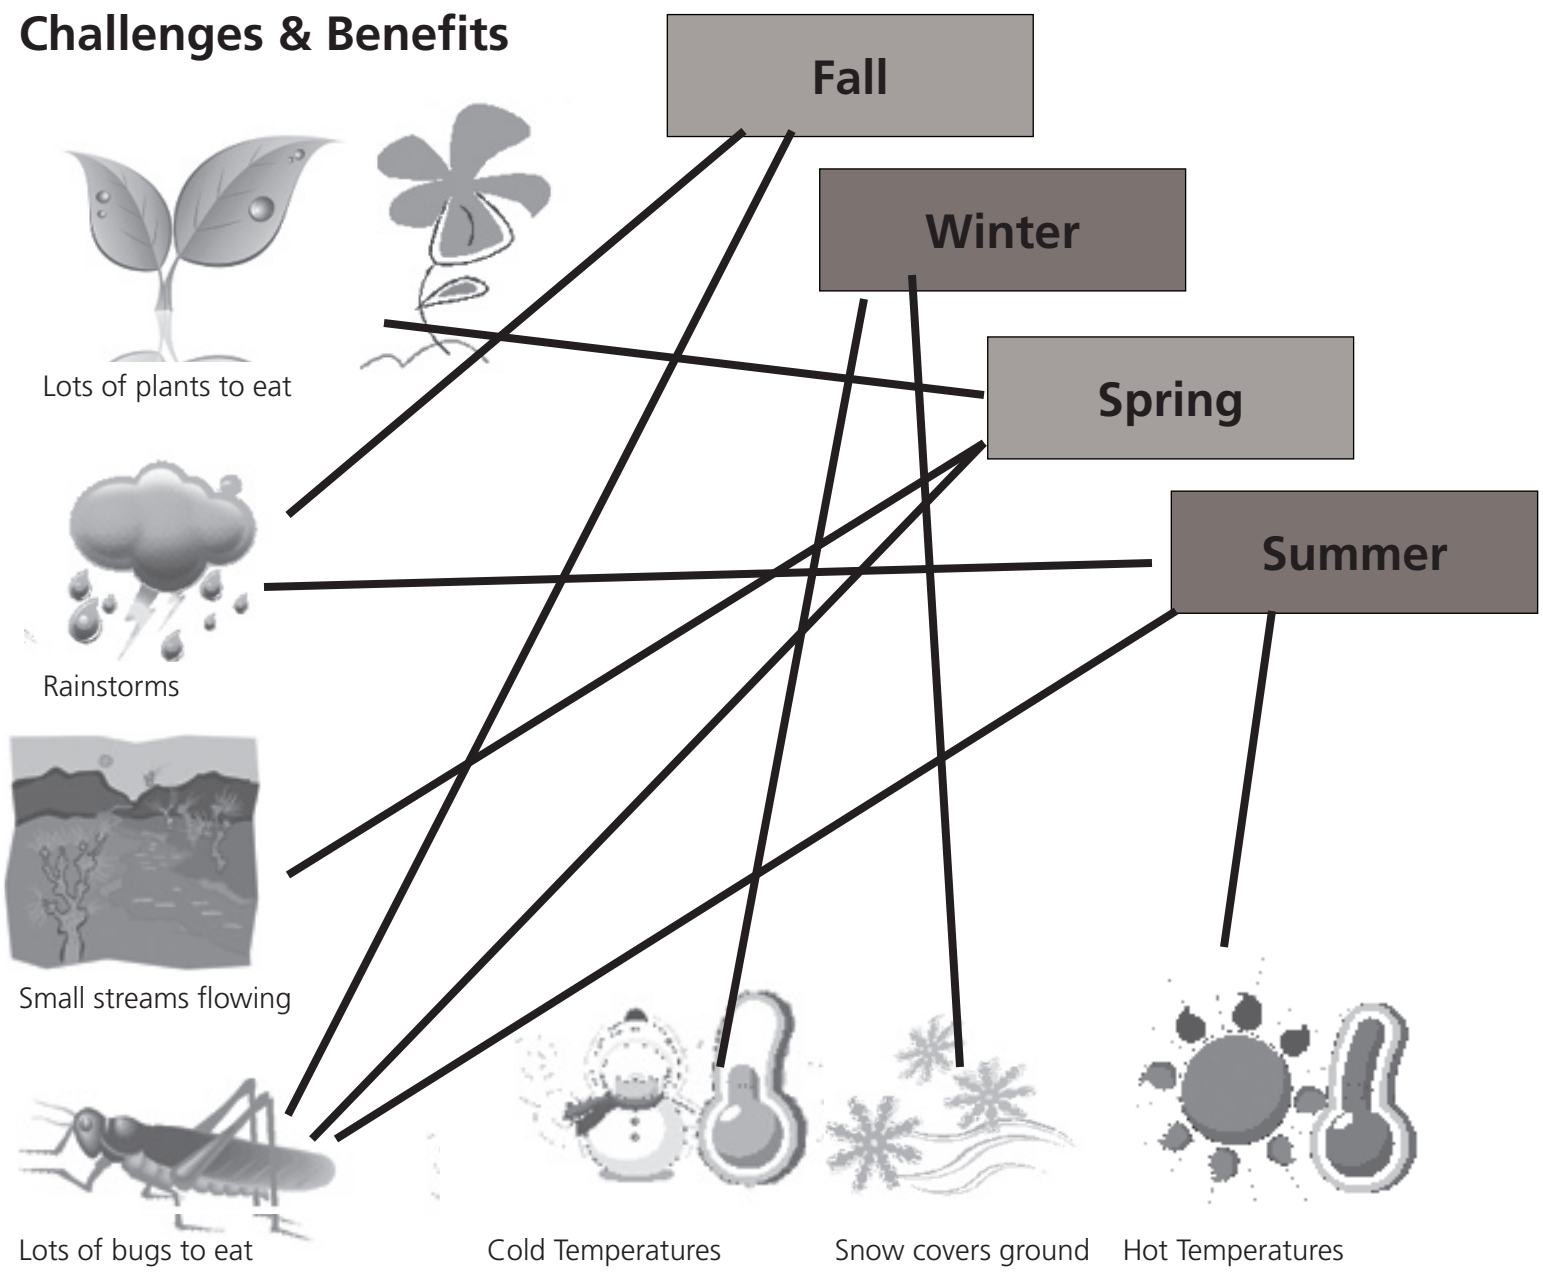 Challenges & Benefits
Fall
Winter
Spring
Summer
Lots of plants to eat
Rainstorms
Small streams flowing
Lots of bugs to eat
Cold Temperatures
Snow covers ground
Hot Temperatures